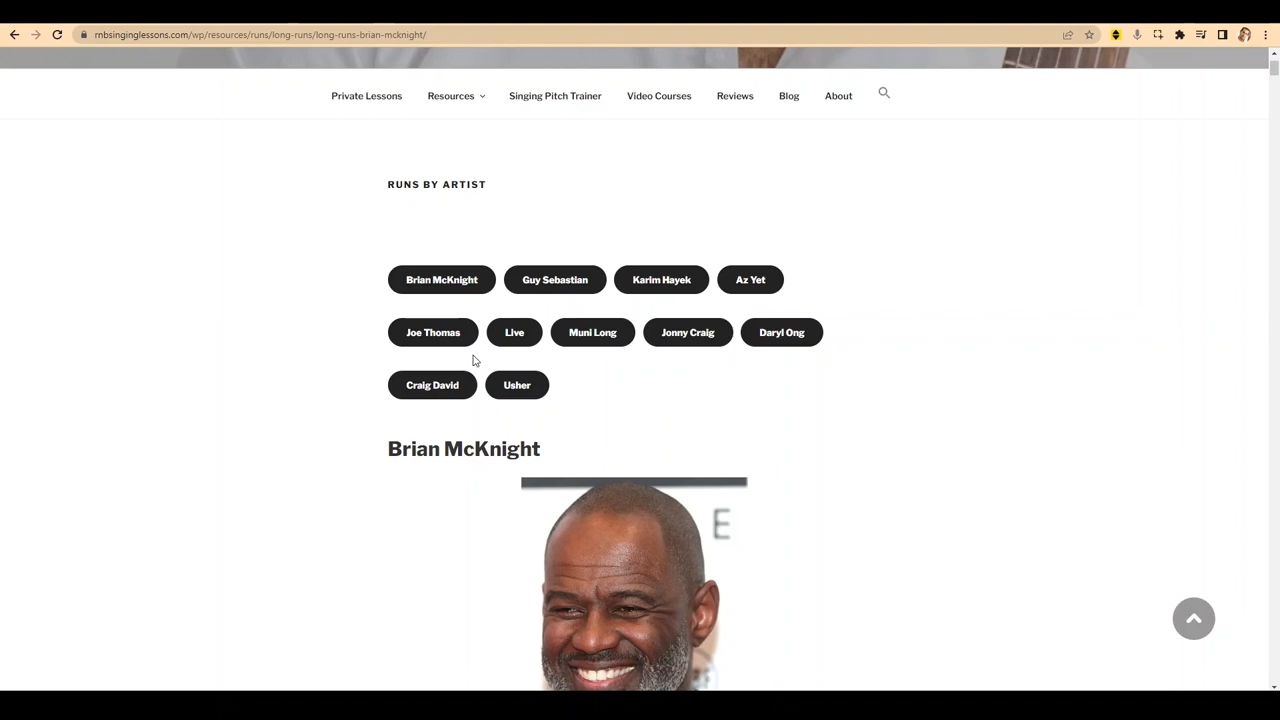 rnbsinginglessons.com/wp/resources/runs/long-runs/long-runs-brian-mcknight/
Private Lessons Resources Singing Pitch Trainer Video Courses Reviews Blog About
RUNS BY ARTIST
Brian McKnight Guy Sebastian Karim Hayek Az Yet
Joe Thomas Live Muni Long Jonny Craig Daryl Ong
Craig David Usher
Brian McKnight
E